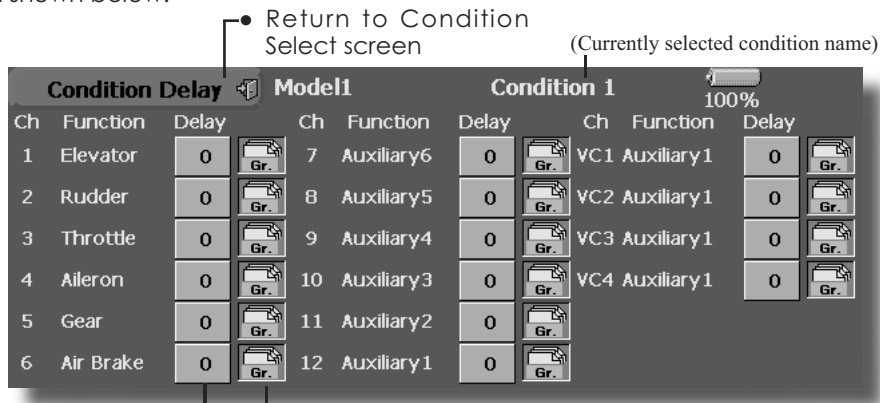 shown below.
● Return to Condition
Select screen
(Currently selected condition name)
Condition Delay Model1 Condition 1 100%
Ch Function Delay Ch Function Delay Ch Function Delay
1 Elevator 0 Gr. 7 Auxiliary6 0 Gr. VC1 Auxiliary1 0 Gr.
2 Rudder 0 Gr. 8 Auxiliary5 0 Gr. VC2 Auxiliary1 0 Gr.
3 Throttle 0 Gr. 9 Auxiliary4 0 Gr. VC3 Auxiliary1 0 Gr.
4 Aileron 0 Gr. 10 Auxiliary3 0 Gr. VC4 Auxiliary1 0 Gr.
5 Gear 0 Gr. 11 Auxiliary2 0 Gr.
6 Air Brake 0 Gr. 12 Auxiliary1 0 Gr.